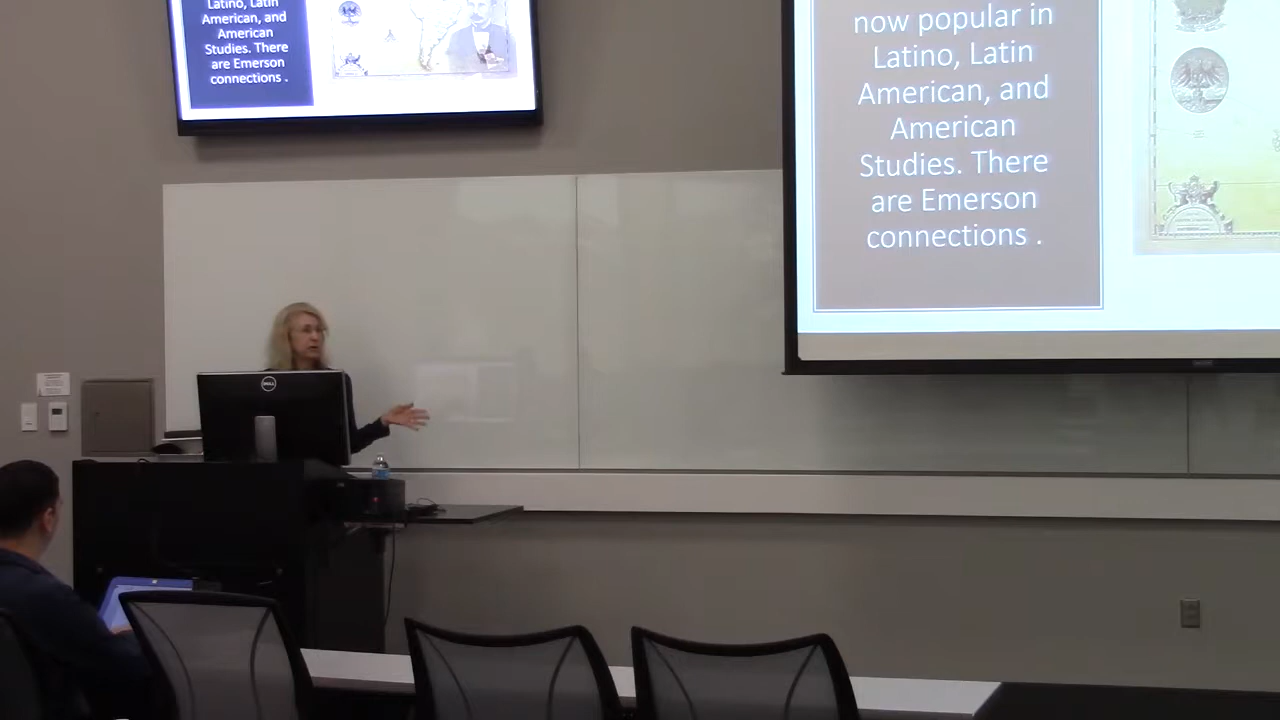 Latino, Latin
American, and
American
Studies. There
are Emerson
connections .
now popular in
Latino, Latin
American, and
American
Studies. There
are Emerson
connections .
DELL